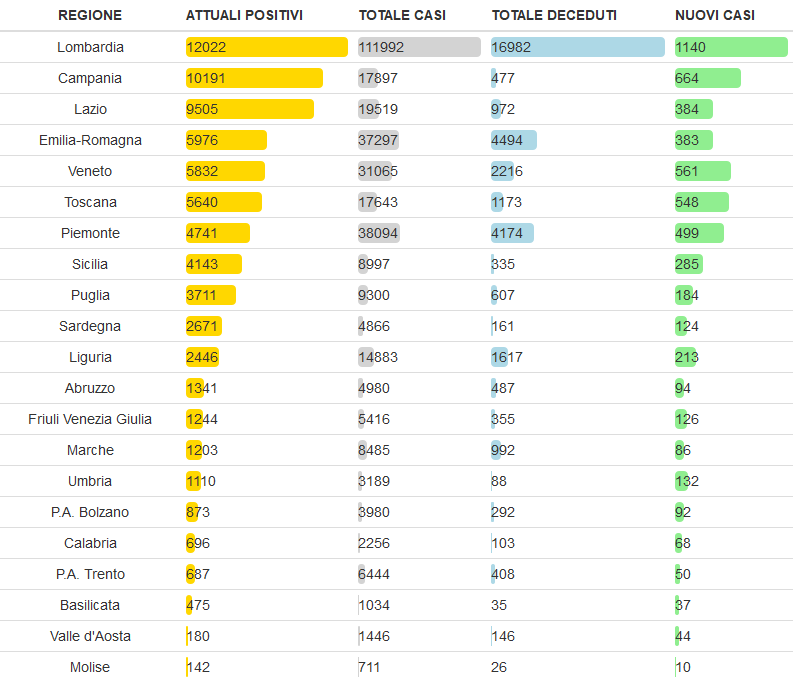 REGIONE ATTUALI POSITIVI TOTALE CASI TOTALE DECEDUTI NUOVI CASI
Lombardia 12022 111992 16982 1140
Campania 10191 17897 477 664
Lazio 9505 19519 972 384
Emilia-Romagna 5976 37297 4494 383
Veneto 5832 31065 2216 561
Toscana 5640 17643 1173 548
Piemonte 4741 38094 4174 499
Sicilia 4143 8997 335 285
Puglia 3711 9300 607 184
Sardegna 2671 4866 161 124
Liguria 2446 14883 1617 213
Abruzzo 1341 4980 487 94
Friuli Venezia Giulia 1244 5416 355 126
Marche 1203 8485 992 86
Umbria 1110 3189 88 132
P.A. Bolzano 873 3980 292 92
Calabria 696 2256 103 68
P.A. Trento 687 6444 408 50
Basilicata 475 1034 35 37
Valle d'Aosta 180 1446 146 44
Molise 142 711 26 10